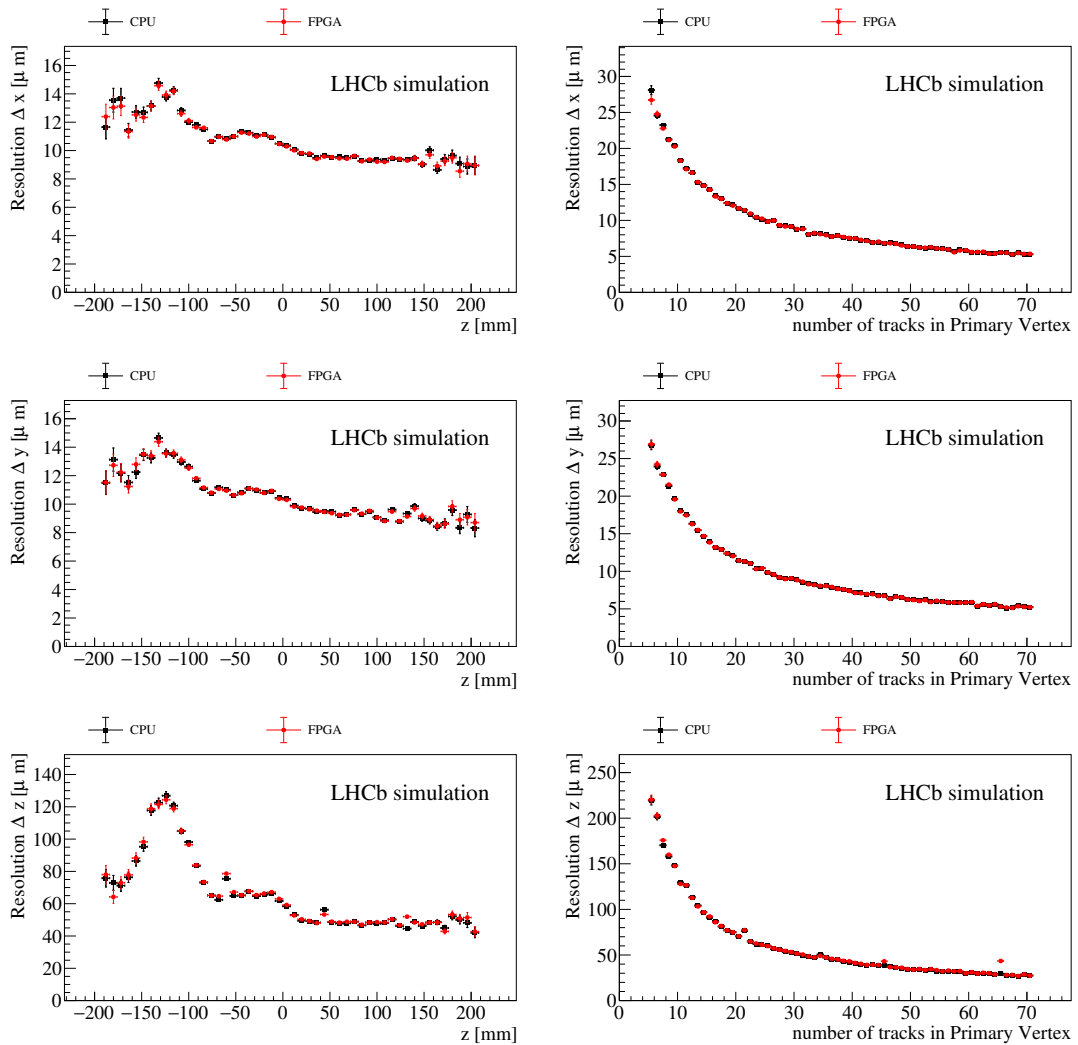 CPU FPGA
Resolution Δ x [μ m]
LHCb simulation
16
14
12
10
8
6
4
2
0
−200 −150 −100 −50 0 50 100 150 200
z [mm]
CPU FPGA
Resolution Δ x [μ m]
LHCb simulation
30
25
20
15
10
5
0
0 10 20 30 40 50 60 70
number of tracks in Primary Vertex
CPU FPGA
Resolution Δ y [μ m]
LHCb simulation
16
14
12
10
8
6
4
2
0
−200 −150 −100 −50 0 50 100 150 200
z [mm]
CPU FPGA
Resolution Δ y [μ m]
LHCb simulation
30
25
20
15
10
5
0
0 10 20 30 40 50 60 70
number of tracks in Primary Vertex
CPU FPGA
Resolution Δ z [μ m]
LHCb simulation
140
120
100
80
60
40
20
0
−200 −150 −100 −50 0 50 100 150 200
z [mm]
CPU FPGA
Resolution Δ z [μ m]
LHCb simulation
250
200
150
100
50
0
0 10 20 30 40 50 60 70
number of tracks in Primary Vertex